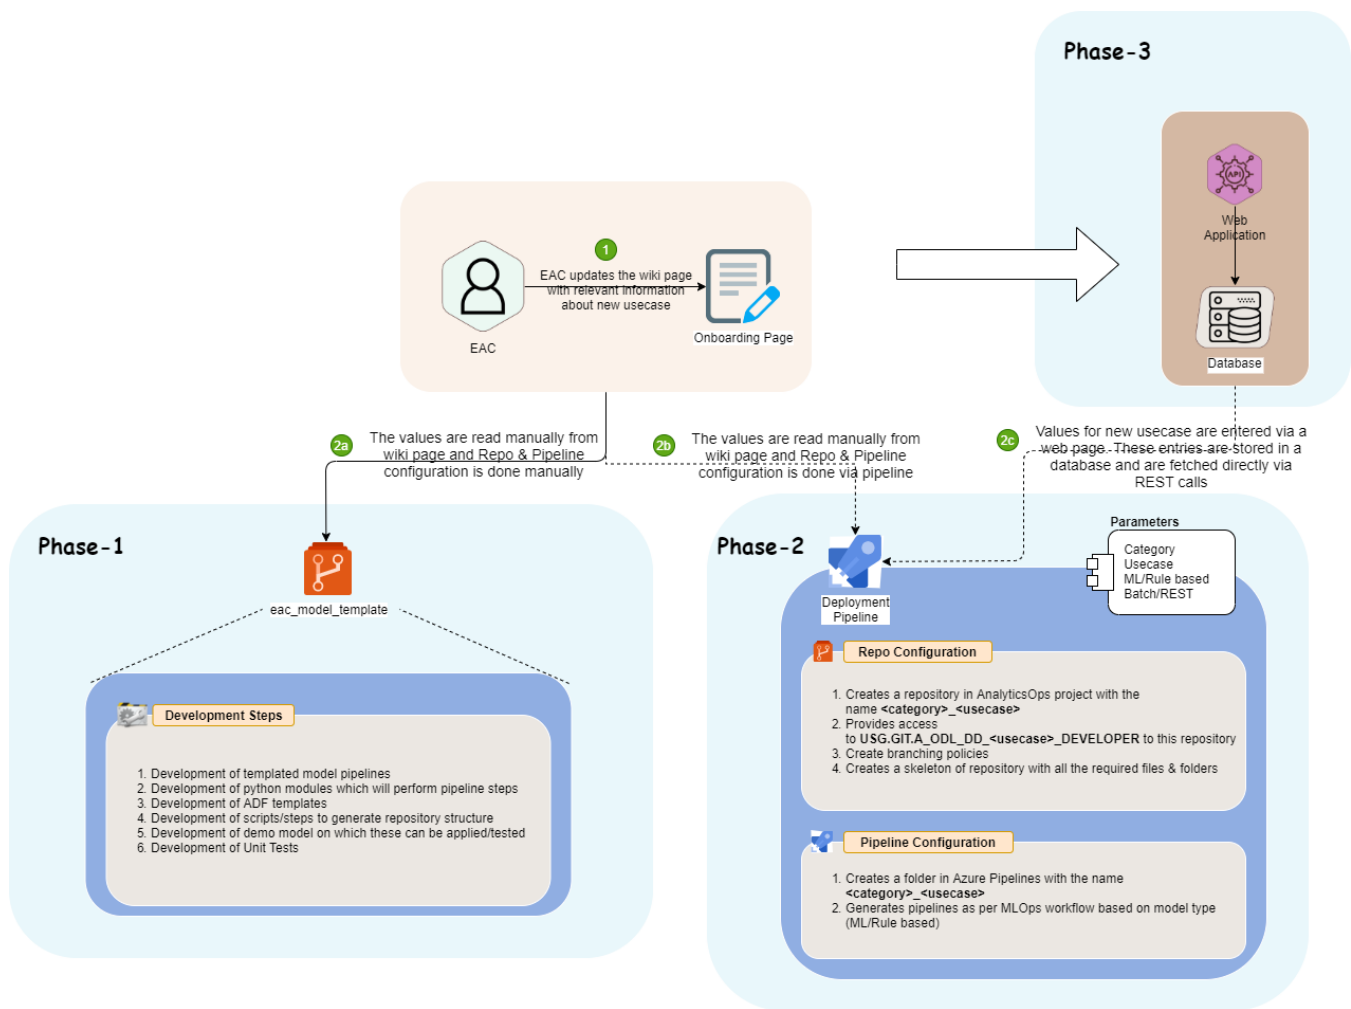 Phase-3
API
Web
Application
Database
1
EAC updates the wiki page
with relevant information
about new usecase
EAC
Onboarding Page
2a
The values are read manually from
wiki page and Repo & Pipeline
configuration is done manually
2b
The values are read manually from
wiki page and Repo & Pipeline
configuration is done via pipeline
2c
Values for new usecase are entered via a
web page. These entries are stored in a
database and are fetched directly via
REST calls
Phase-1
eac_model_template
Development Steps
1. Development of templated model pipelines
2. Development of python modules which will perform pipeline steps
3. Development of ADF templates
4. Development of scripts/steps to generate repository structure
5. Development of demo model on which these can be applied/tested
6. Development of Unit Tests
Phase-2
Deployment
Pipeline
Parameters
Category
Usecase
ML/Rule based
Batch/REST
Repo Configuration
1. Creates a repository in AnalyticsOps project with the
name <category>_<usecase>
2. Provides access
to USG.GIT.A_ODL_DD_<usecase>_DEVELOPER to this repository
3. Create branching policies
4. Creates a skeleton of repository with all the required files & folders
Pipeline Configuration
1. Creates a folder in Azure Pipelines with the name
<category>_<usecase>
2. Generates pipelines as per MLOps workflow based on model type
(ML/Rule based)